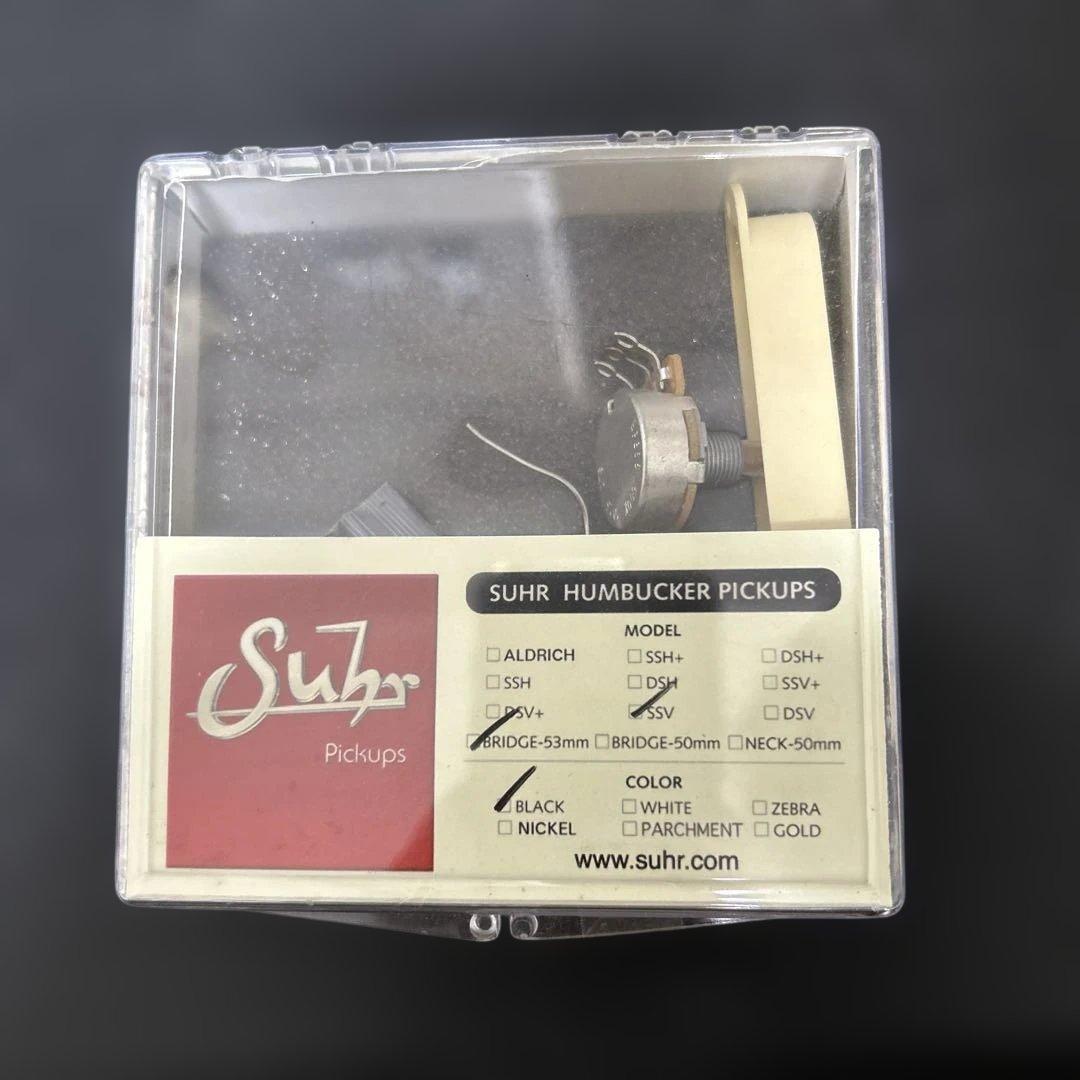 Suhr
Pickups
SUHR HUMBUCKER PICKUPS
MODEL
☐ ALDRICH ☐ SSH+ ☐ DSH+
☐ SSH ☐ DSH ☐ SSV+
☐ DSV+ ☑ SSV ☐ DSV
☑ BRIDGE-53mm ☐ BRIDGE-50mm ☐ NECK-50mm
COLOR
☑ BLACK ☐ WHITE ☐ ZEBRA
☐ NICKEL ☐ PARCHMENT ☐ GOLD
www.suhr.com